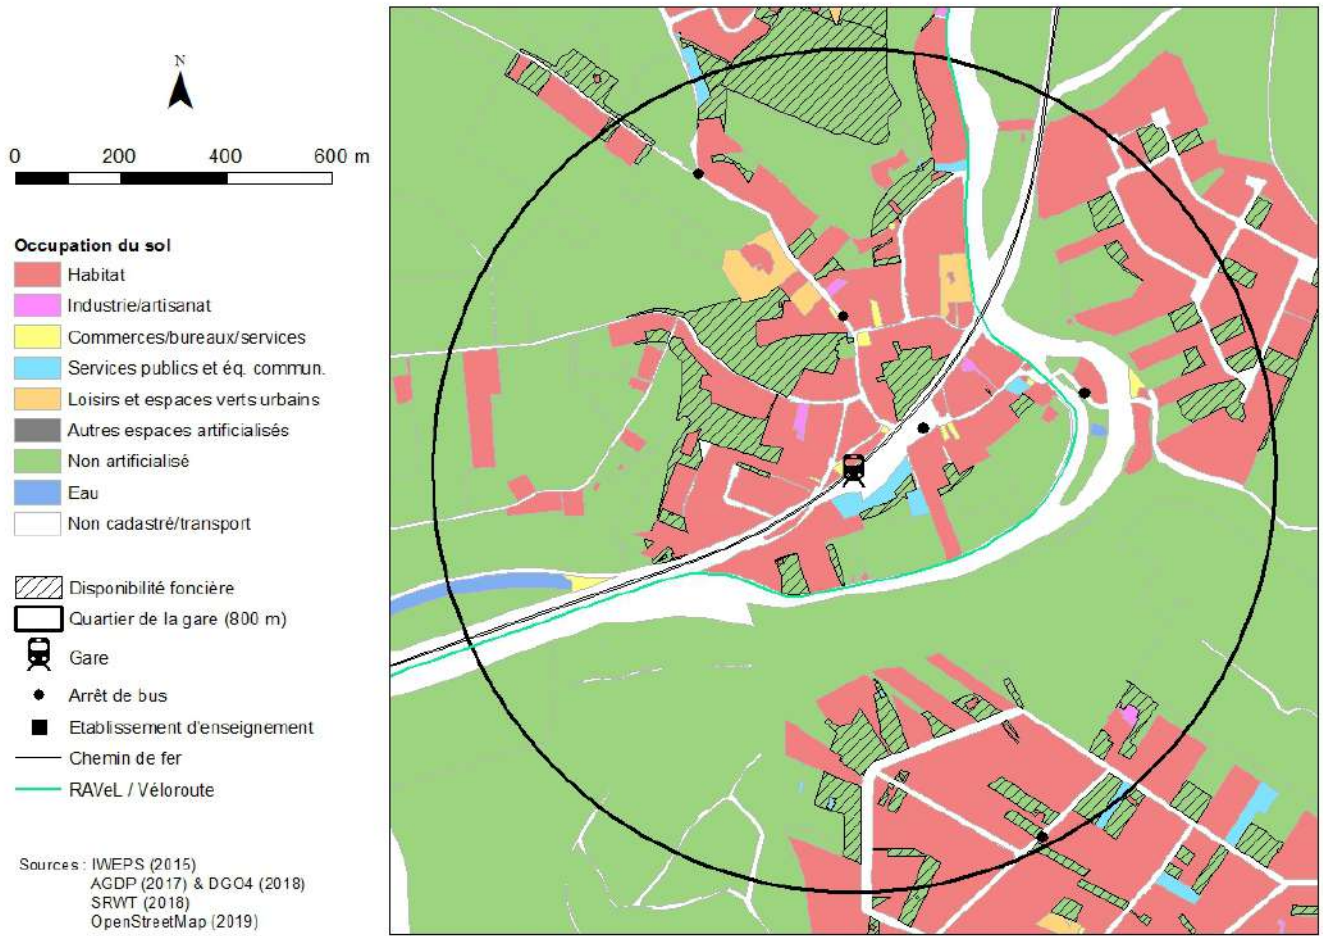 N
0 200 400 600 m
Occupation du sol
Habitat
Industrie/artisanat
Commerces/bureaux/services
Services publics et éq. commun.
Loisirs et espaces verts urbains
Autres espaces artificialisés
Non artificialisé
Eau
Non cadastré/transport
Disponibilité foncière
Quartier de la gare (800 m)
Gare
Arrêt de bus
Etablissement d'enseignement
Chemin de fer
RAVeL / Véloroute
Sources : IWEPS (2015)
AGDP (2017) & DGO4 (2018)
SRWT (2018)
OpenStreetMap (2019)